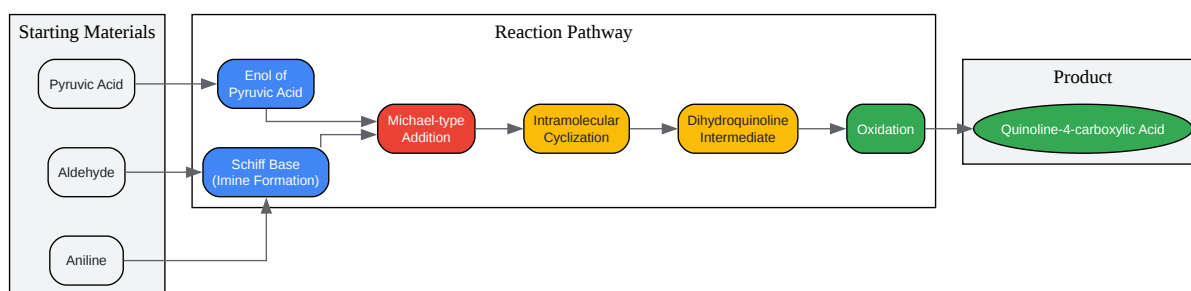 Starting Materials
Pyruvic Acid
Aldehyde
Aniline
Reaction Pathway
Enol of
Pyruvic Acid
Schiff Base
(Imine Formation)
Michael-type
Addition
Intramolecular
Cyclization
Dihydroquinoline
Intermediate
Oxidation
Product
Quinoline-4-carboxylic Acid